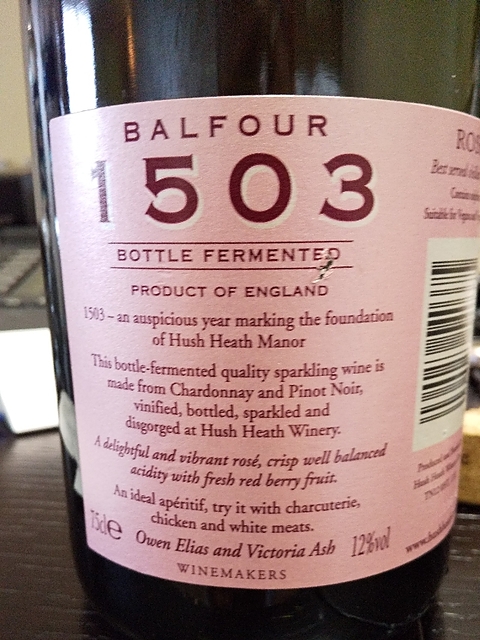 BALFOUR
1503
BOTTLE FERMENTED
PRODUCT OF ENGLAND
1503 – an auspicious year marking the foundation
of Hush Heath Manor
This bottle-fermented quality sparkling wine is
made from Chardonnay and Pinot Noir,
vinified, bottled, sparkled and
disgorged at Hush Heath Winery.
A delightful and vibrant rosé, crisp well balanced
acidity with fresh red berry fruit.
An ideal apéritif, try it with charcuterie,
chicken and white meats.
75cl e Owen Elias and Victoria Ash 12%vol
WINEMAKERS
ROS
Best served
Suitable for Vegans
Hush Heath
www.